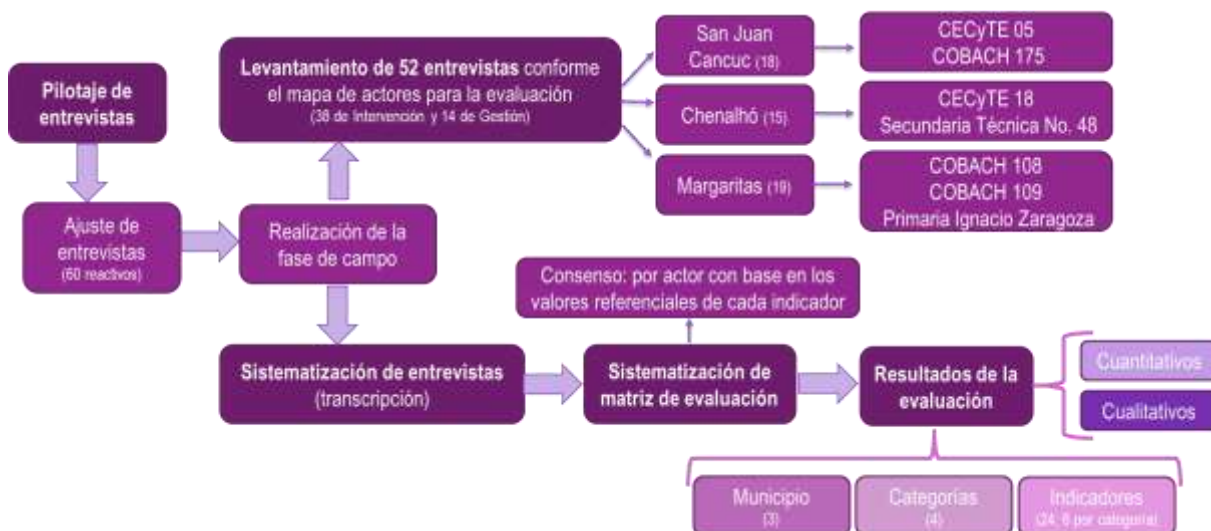 Pilotaje de
entrevistas
Ajuste de
entrevistas
(60 reactivos)
Realización de la
fase de campo
Levantamiento de 52 entrevistas conforme
el mapa de actores para la evaluación
(38 de Intervención y 14 de Gestión)
San Juan
Cancuc (18)
CECyTE 05
COBACH 175
Chenalhó (15)
CECyTE 18
Secundaria Técnica No. 48
Margaritas (19)
COBACH 108
COBACH 109
Primaria Ignacio Zaragoza
Consenso: por actor con base en los
valores referenciales de cada indicador
Sistematización de entrevistas
(transcripción)
Sistematización de
matriz de evaluación
Resultados de la
evaluación
Cuantitativos
Cualitativos
Municipio
(3)
Categorías
(4)
Indicadores
(24, 6 por categoría)